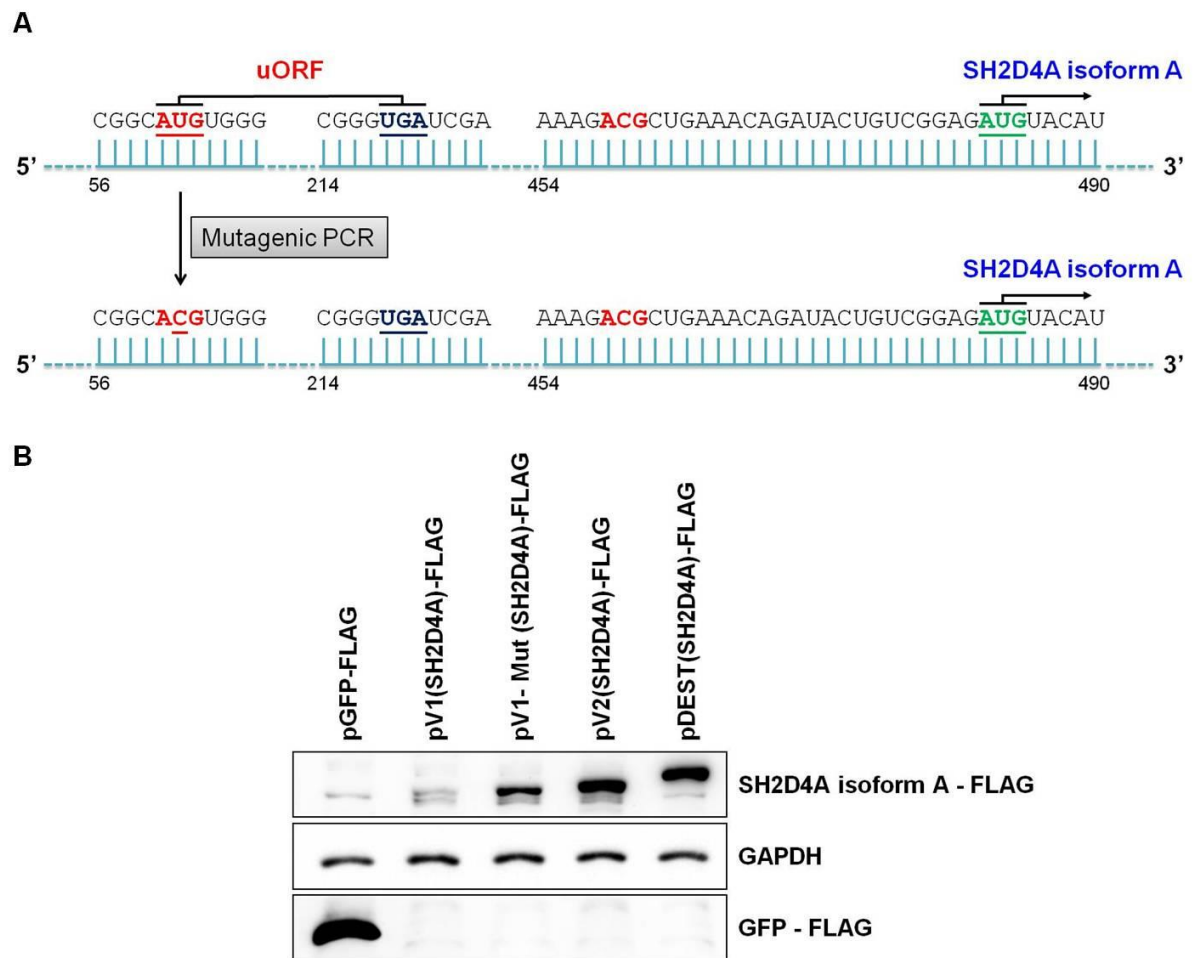 A
uORF
SH2D4A isoform A
CGGCAUGUGGG CGGGUGAUCGA AAAGACGCUGAAACAGAUACUGUCGGAGAUGUACAU
5' 3'
56 214 454 490
Mutagenic PCR
SH2D4A isoform A
CGGCACGUGGG CGGGUGAUCGA AAAGACGCUGAAACAGAUACUGUCGGAGAUGUACAU
5' 3'
56 214 454 490
B
pGFP-FLAG
pV1(SH2D4A)-FLAG
pV1- Mut (SH2D4A)-FLAG
pV2(SH2D4A)-FLAG
pDEST(SH2D4A)-FLAG
SH2D4A isoform A - FLAG
GAPDH
GFP - FLAG